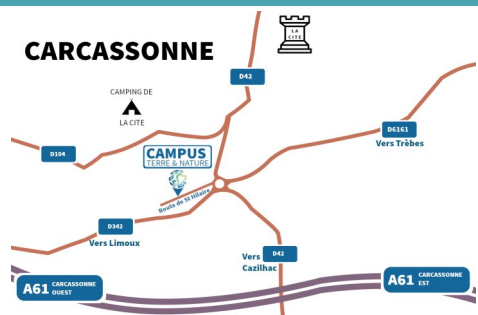 LA
CITE
CARCASSONNE
D42
CAMPING DE
LA CITE
D6161
Vers Trèbes
D104
CAMPUS
TERRE & NATURE
Route de St Hilaire
D342
Vers Limoux
Vers
Cazilhac
D42
A61 CARCASSONNE
OUEST
A61 CARCASSONNE
EST